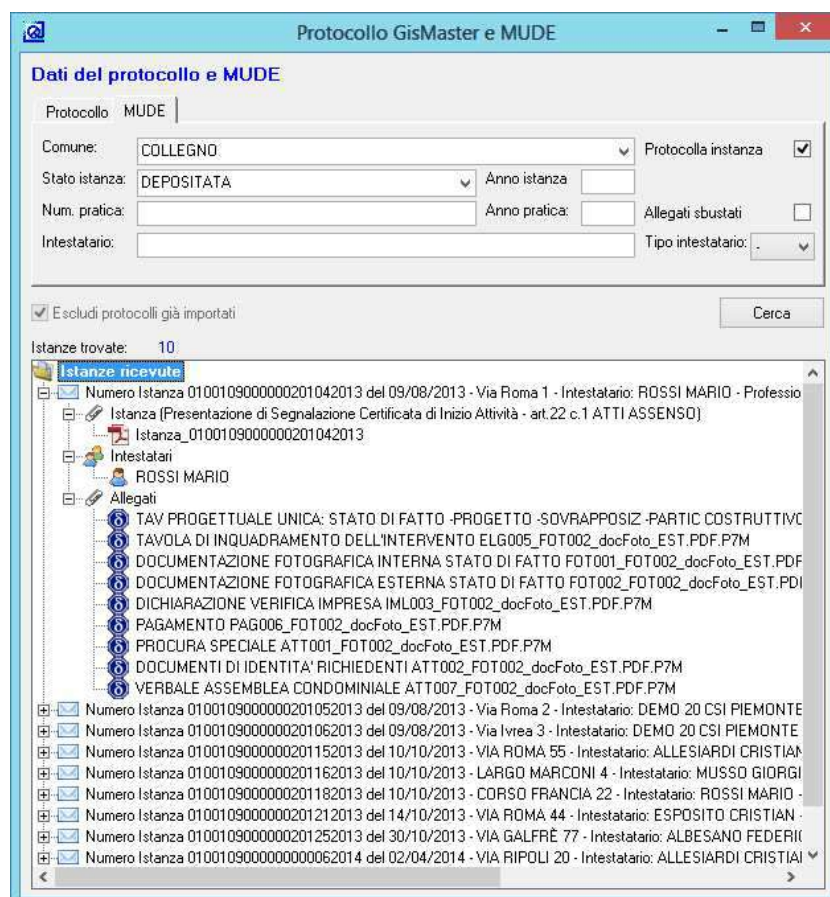 Protocollo GisMaster e MUDE
Dati del protocollo e MUDE
Protocollo MUDE
Comune: COLLEGNO Protocolla instanza
Stato istanza: DEPOSITATA Anno istanza
Num. pratica: Anno pratica: Allegati sbustati
Intestatario: Tipo intestatario: -
Escludi protocolli già importati Cerca
Istanze trovate: 10
Istanze ricevute
Numero Istanza 0100109000000201042013 del 09/08/2013 - Via Roma 1 - Intestatario: ROSSI MARIO - Professio
Istanza (Presentazione di Segnalazione Certificata di Inizio Attività - art.22 c.1 ATTI ASSENSO)
Istanza_0100109000000201042013
Intestatari
ROSSI MARIO
Allegati
TAV PROGETTUALE UNICA: STATO DI FATTO -PROGETTO -SOVRAPPOSIZ -PARTIC COSTRUTTIVO
TAVOLA DI INQUADRAMENTO DELL'INTERVENTO ELG005_FOT002_docFoto_EST.PDF.P7M
DOCUMENTAZIONE FOTOGRAFICA INTERNA STATO DI FATTO FOT001_FOT002_docFoto_EST.PDF
DOCUMENTAZIONE FOTOGRAFICA ESTERNA STATO DI FATTO FOT002_FOT002_docFoto_EST.PDI
DICHIARAZIONE VERIFICA IMPRESA IML003_FOT002_docFoto_EST.PDF.P7M
PAGAMENTO PAG006_FOT002_docFoto_EST.PDF.P7M
PROCURA SPECIALE ATT001_FOT002_docFoto_EST.PDF.P7M
DOCUMENTI DI IDENTITA' RICHIEDENTI ATT002_FOT002_docFoto_EST.PDF.P7M
VERBALE ASSEMBLEA CONDOMINIALE ATT007_FOT002_docFoto_EST.PDF.P7M
Numero Istanza 0100109000000201052013 del 09/08/2013 - Via Roma 2 - Intestatario: DEMO 20 CSI PIEMONTE
Numero Istanza 0100109000000201062013 del 09/08/2013 - Via Ivrea 3 - Intestatario: DEMO 20 CSI PIEMONTE
Numero Istanza 0100109000000201152013 del 10/10/2013 - VIA ROMA 55 - Intestatario: ALLESIARDI CRISTIAN
Numero Istanza 0100109000000201162013 del 10/10/2013 - LARGO MARCONI 4 - Intestatario: MUSSO GIORGI
Numero Istanza 0100109000000201182013 del 10/10/2013 - CORSO FRANCIA 22 - Intestatario: ROSSI MARIO -
Numero Istanza 0100109000000201212013 del 14/10/2013 - VIA ROMA 44 - Intestatario: ESPOSITO CRISTIAN -
Numero Istanza 0100109000000201252013 del 30/10/2013 - VIA GALFRÈ 77 - Intestatario: ALBESANO FEDERI
Numero Istanza 0100109000000000062014 del 02/04/2014 - VIA RIPOLI 20 - Intestatario: ALLESIARDI CRISTIAI